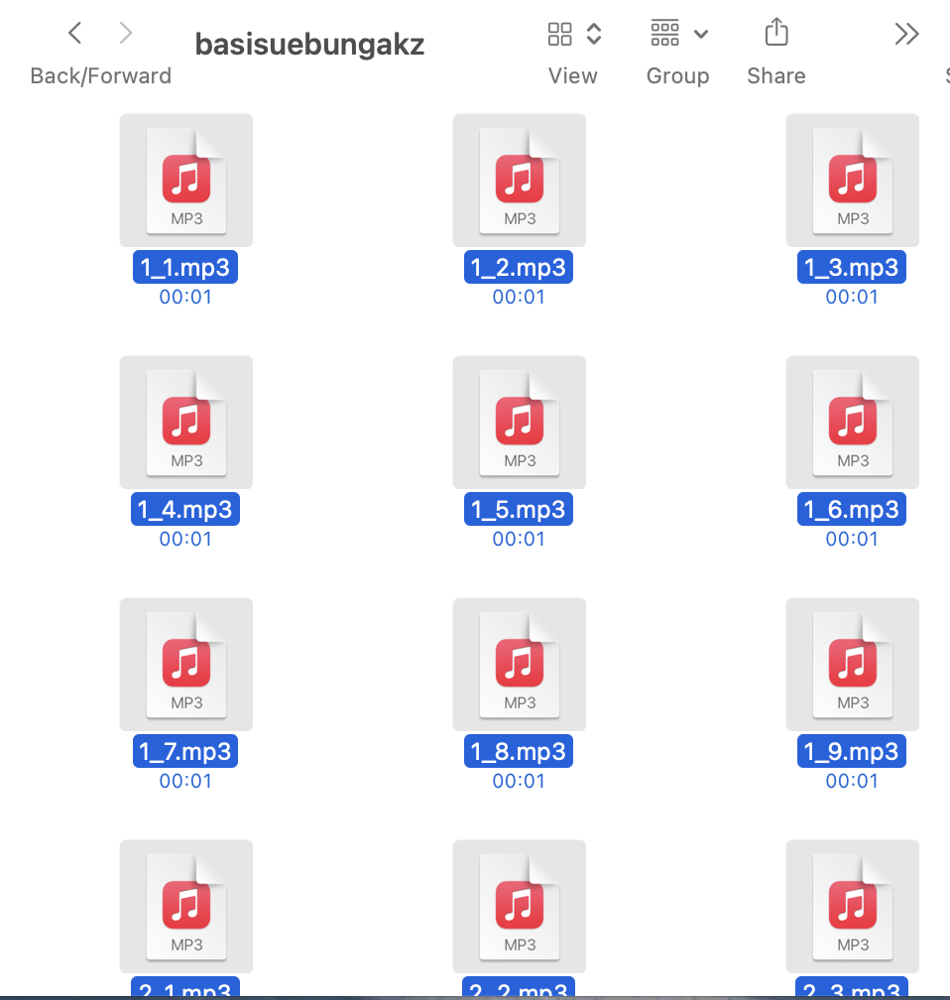 basisuebungakz
Back/Forward View Group Share
MP3 MP3 MP3
1_1.mp3 1_2.mp3 1_3.mp3
00:01 00:01 00:01
MP3 MP3 MP3
1_4.mp3 1_5.mp3 1_6.mp3
00:01 00:01 00:01
MP3 MP3 MP3
1_7.mp3 1_8.mp3 1_9.mp3
00:01 00:01 00:01
MP3 MP3 MP3
2_1.mp3 2_2.mp3 2_3.mp3